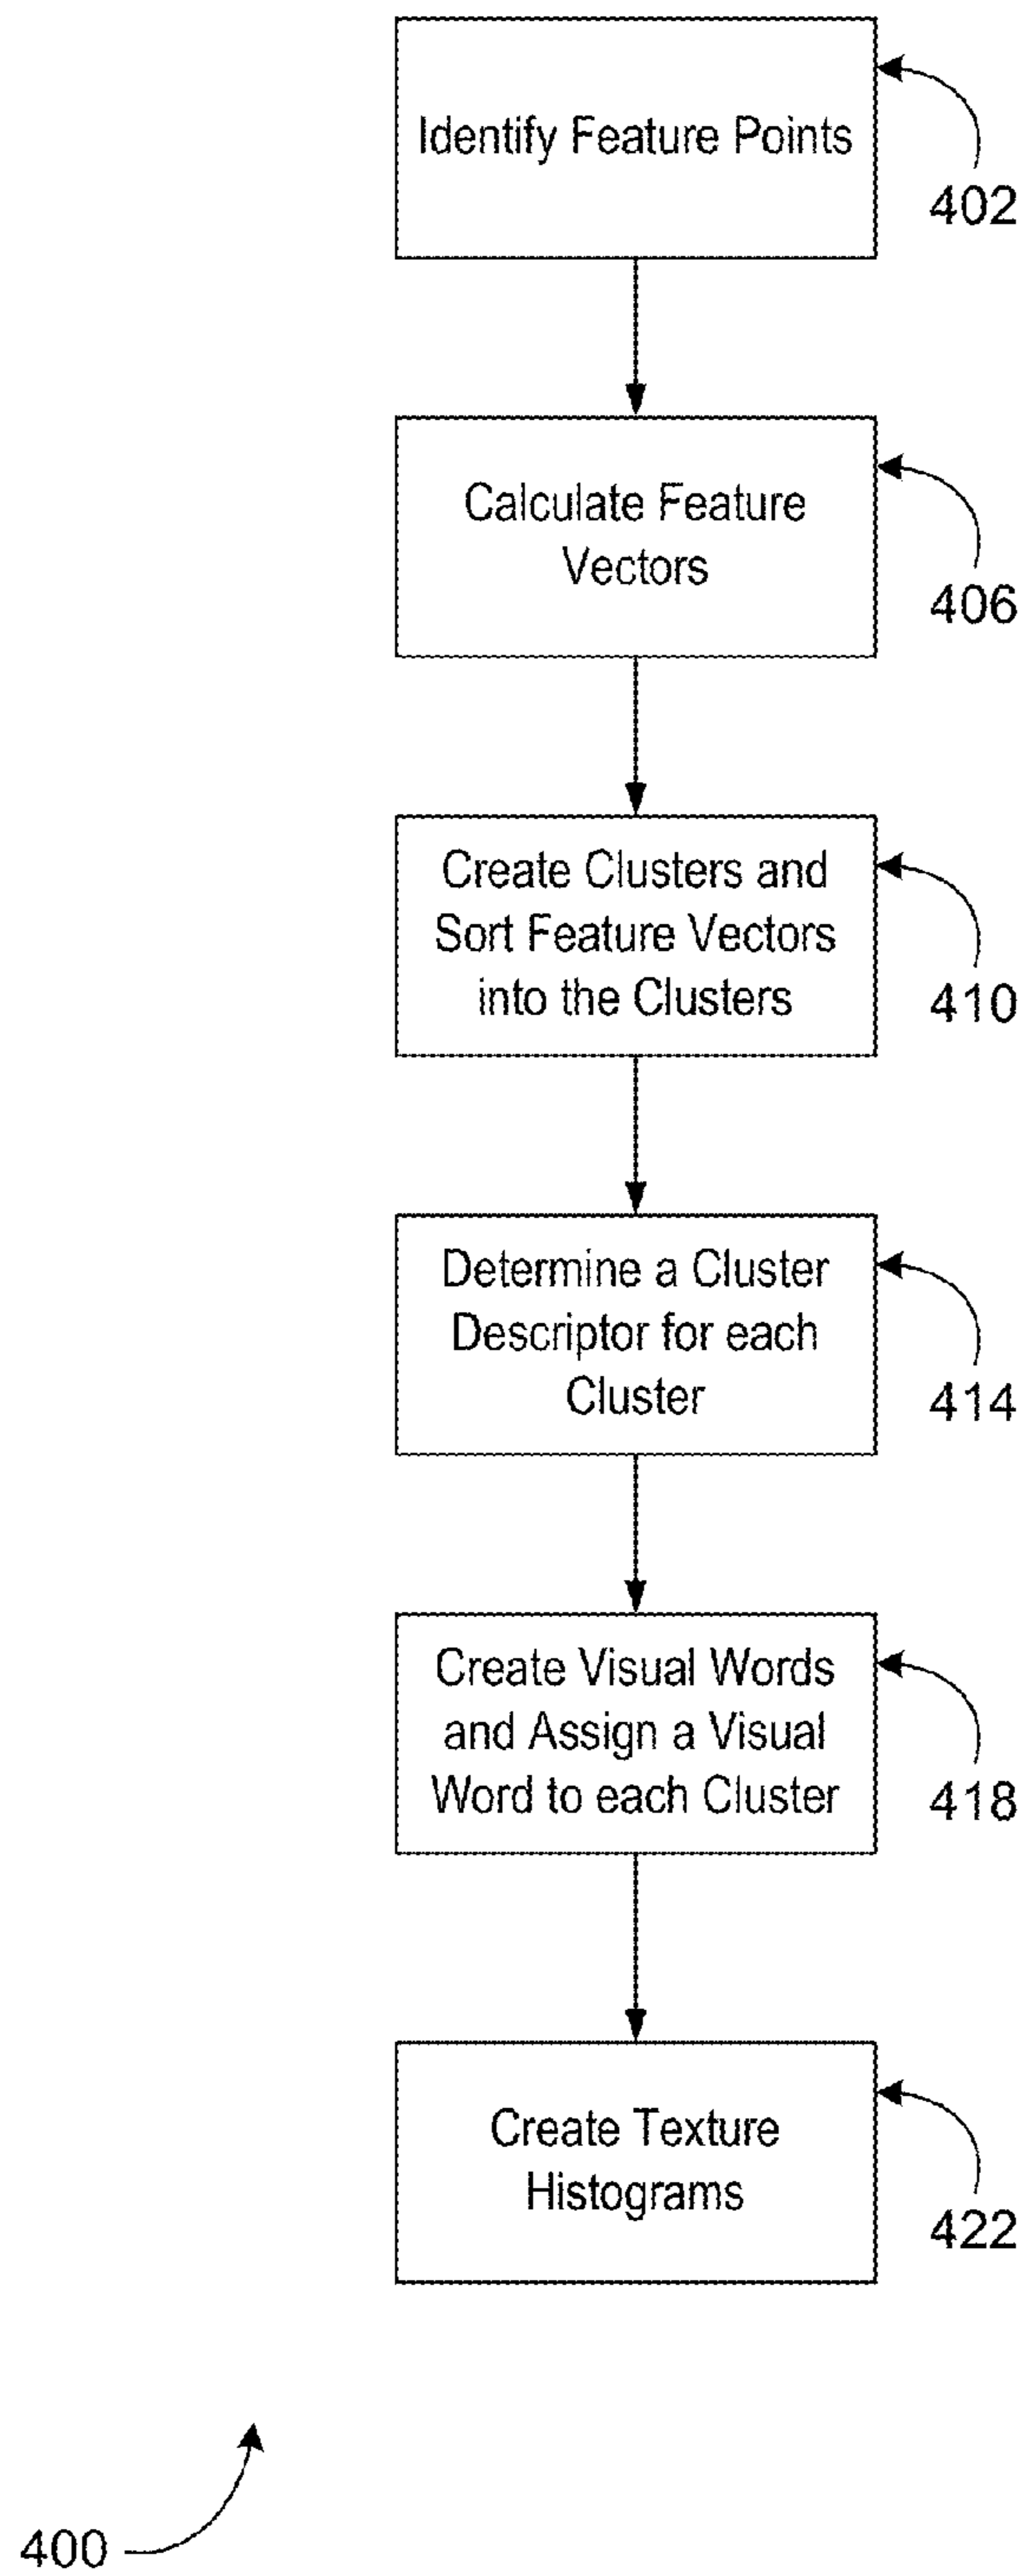 Identify Feature Points
402
Calculate Feature
Vectors
406
Create Clusters and
Sort Feature Vectors
into the Clusters
410
Determine a Cluster
Descriptor for each
Cluster
414
Create Visual Words
and Assign a Visual
Word to each Cluster
418
Create Texture
Histograms
422
400